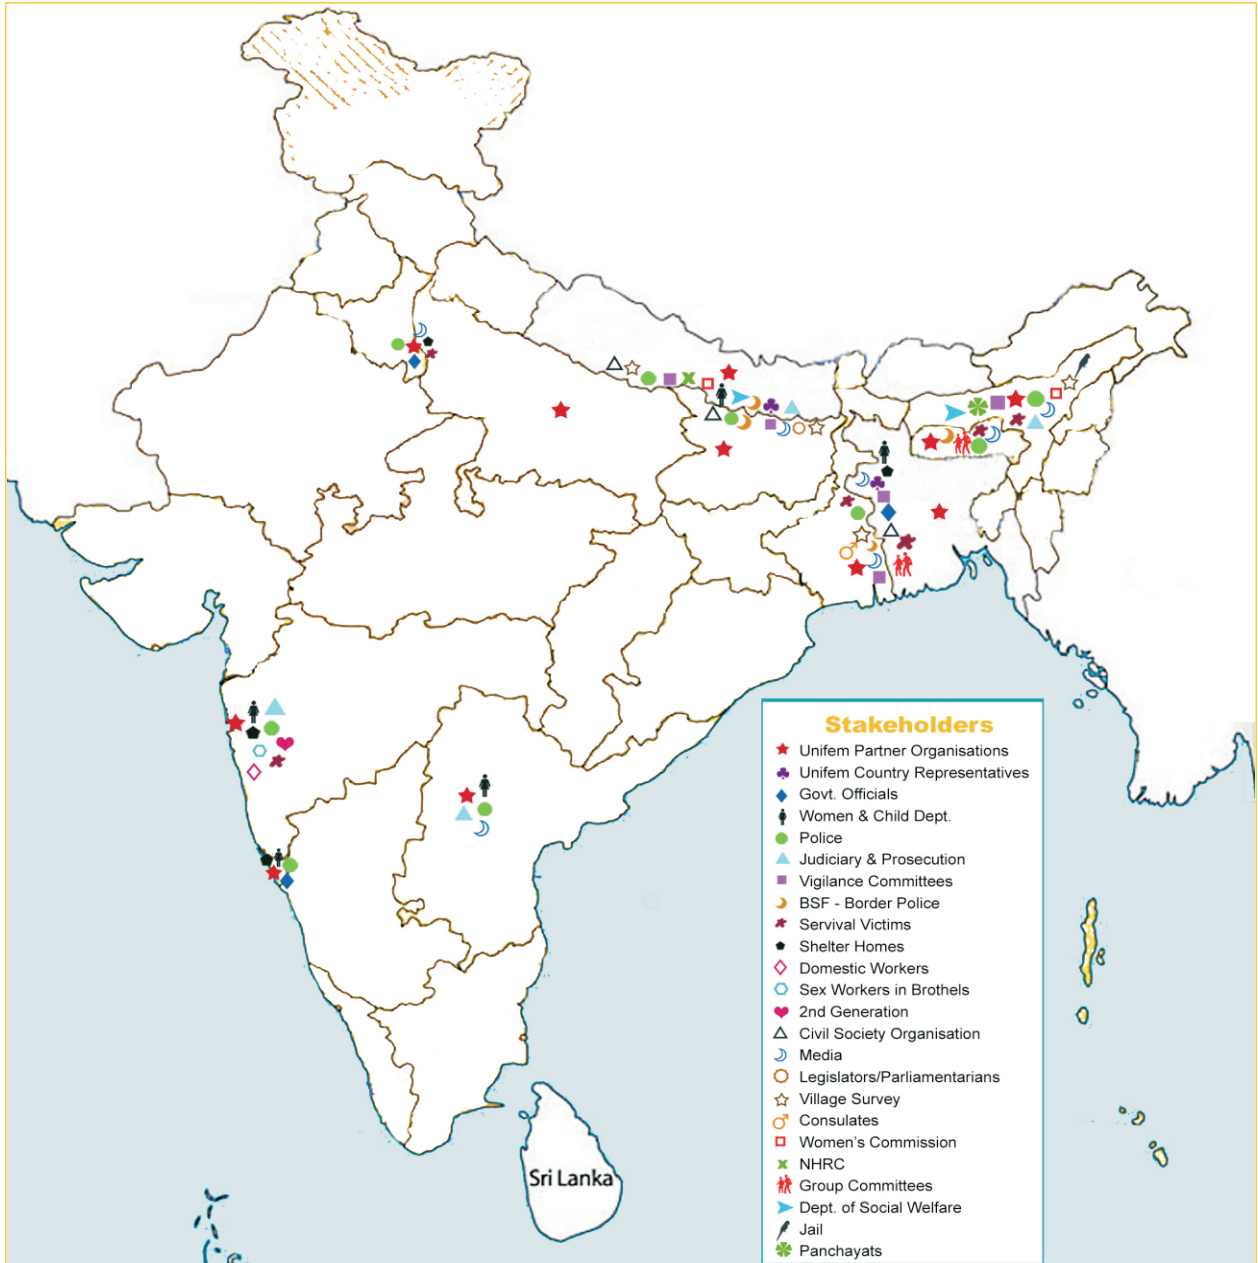 Sri Lanka
Stakeholders
Unifem Partner Organisations
Unifem Country Representatives
Govt. Officials
Women & Child Dept.
Police
Judiciary & Prosecution
Vigilance Committees
BSF - Border Police
Servival Victims
Shelter Homes
Domestic Workers
Sex Workers in Brothels
2nd Generation
Civil Society Organisation
Media
Legislators/Parliamentarians
Village Survey
Consulates
Women's Commission
NHRC
Group Committees
Dept. of Social Welfare
Jail
Panchayats